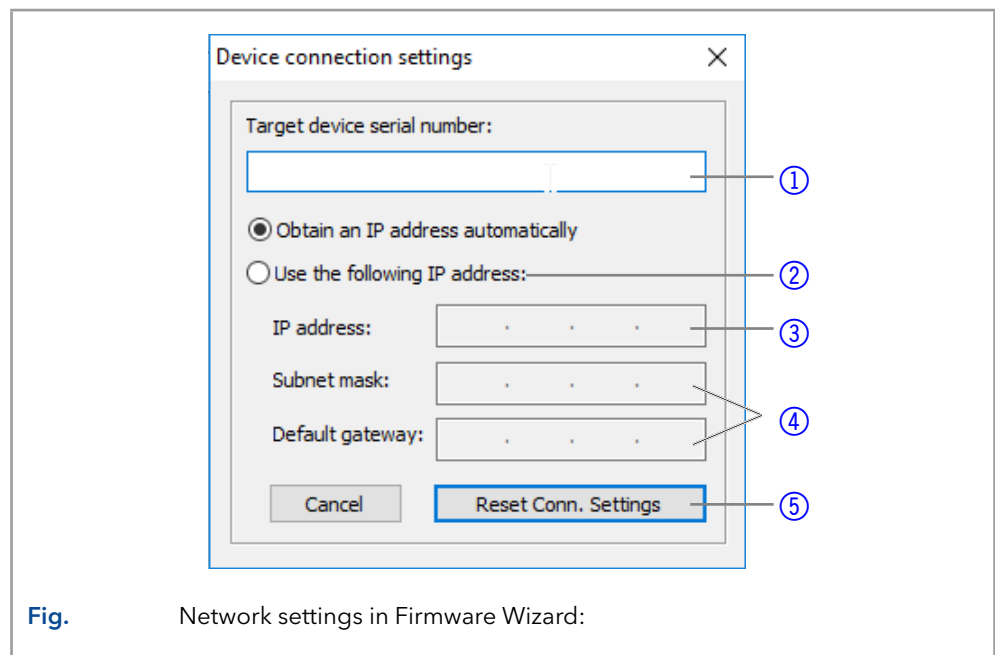 Device connection settings
Target device serial number:
①
Obtain an IP address automatically
Use the following IP address: ②
IP address: . . . ③
Subnet mask: . . .
④
Default gateway: . . .
Cancel Reset Conn. Settings ⑤
Fig. Network settings in Firmware Wizard: